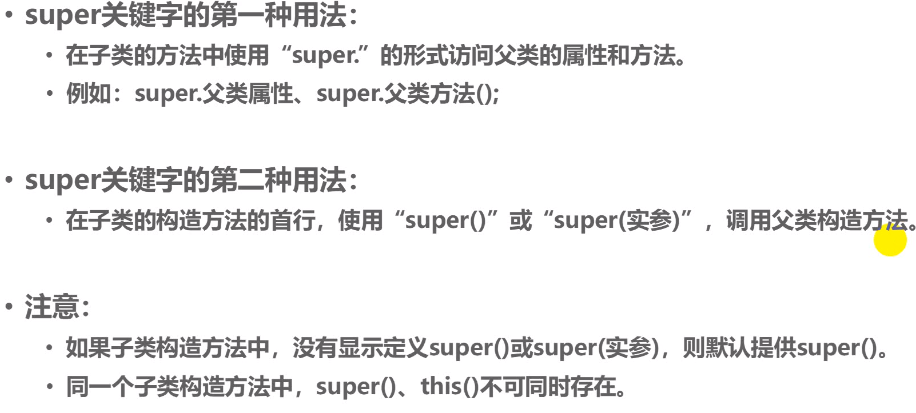 • super关键字的第一种用法：
• 在子类的方法中使用“super.”的形式访问父类的属性和方法。
• 例如：super.父类属性、super.父类方法();
• super关键字的第二种用法：
• 在子类的构造方法的首行，使用“super()”或“super(实参)”，调用父类构造方法。
• 注意：
• 如果子类构造方法中，没有显示定义super()或super(实参)，则默认提供super()。
• 同一个子类构造方法中，super()、this()不可同时存在。